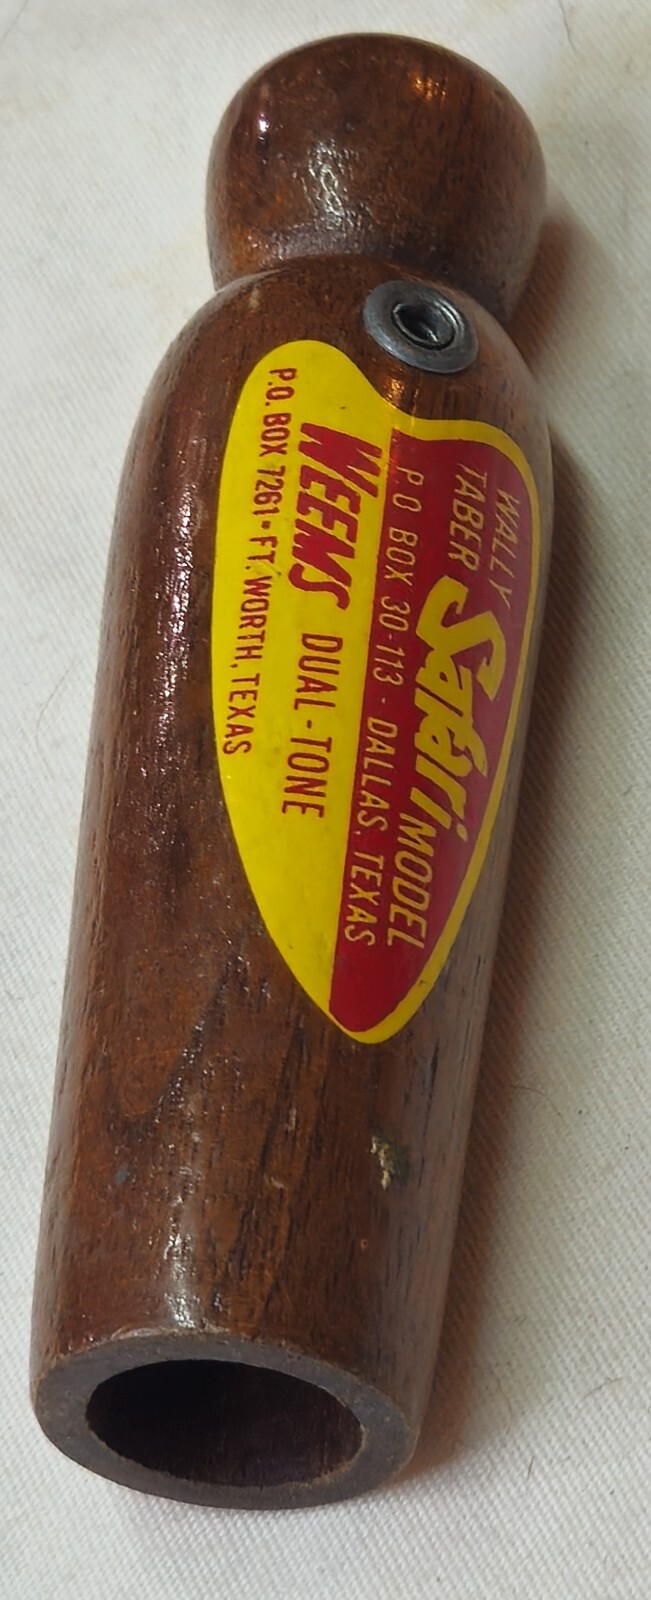 WALLY
TABER Safari MODEL
P.O. BOX 30-113 - DALLAS, TEXAS
WEEMS DUAL-TONE
P.O. BOX 7261-FT. WORTH, TEXAS